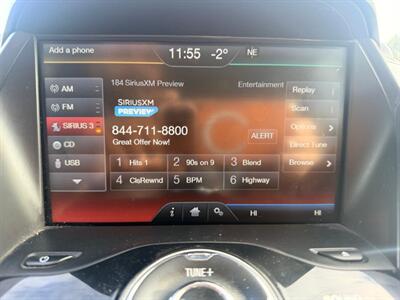 Add a phone
11:55 -2° NE
184 SiriusXM Preview Entertainment
AM
FM
SIRIUS 3
CD
USB
SIRIUSXM
PREVIEW
844-711-8800
Great Offer Now!
ALERT
1 Hits 1
2 90s on 9
3 Blend
4 ClsRewnd
5 BPM
6 Highway
Replay
Scan
Options
Direct Tune
Browse
HI HI
TUNE